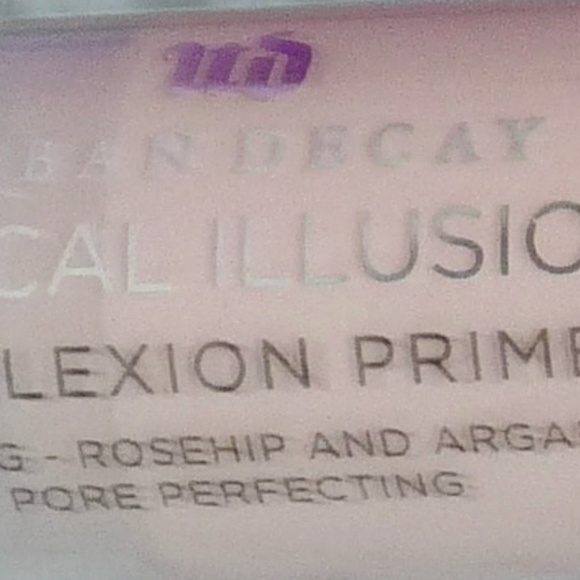 UD
BAN DECAY
CAL ILLUSIO
LEXION PRIME
G - ROSEHIP AND ARGA
PORE PERFECTING